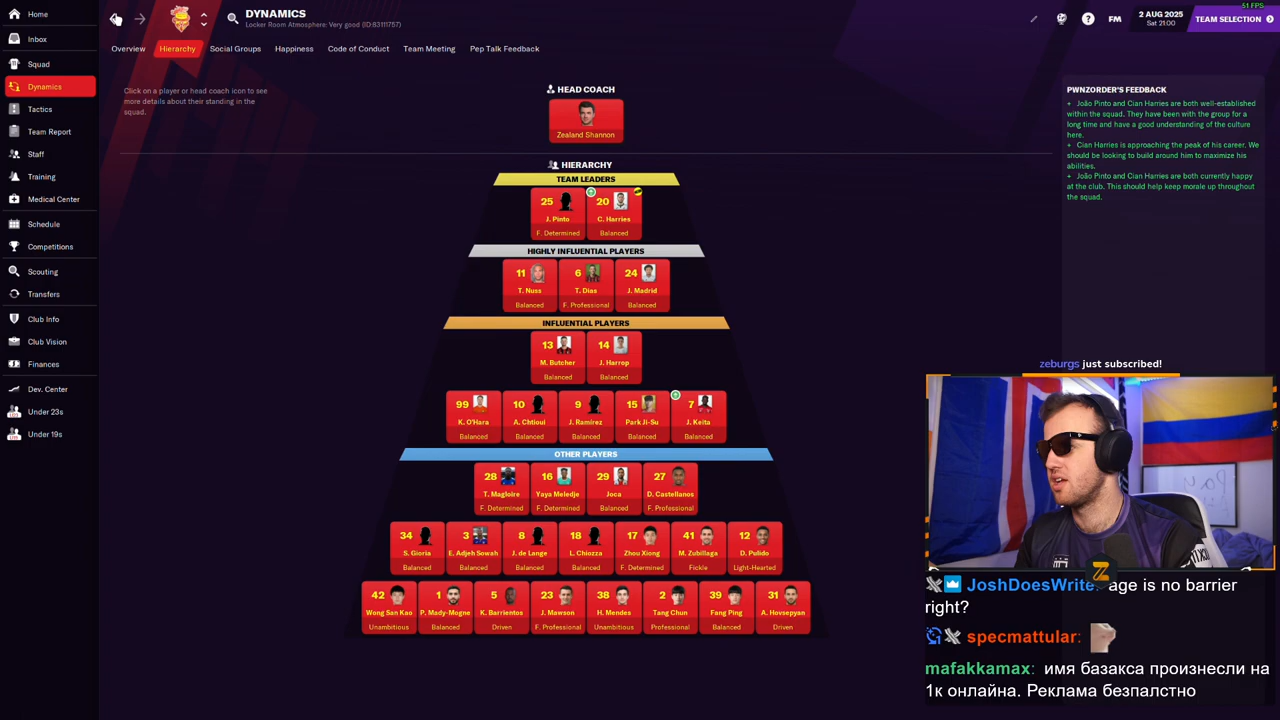 51 FPS
Home
DYNAMICS
Locker Room Atmosphere: Very good (ID:83111757)
FM
2 AUG 2025
Sat 21:00
TEAM SELECTION
Inbox
Overview
Hierarchy
Social Groups
Happiness
Code of Conduct
Team Meeting
Pep Talk Feedback
Squad
Dynamics
Tactics
Team Report
Staff
Training
Medical Center
Schedule
Competitions
Scouting
Transfers
Club Info
Club Vision
Finances
Dev. Center
Under 23s
Under 19s
Click on a player or head coach icon to see
more details about their standing in the
squad.
HEAD COACH
Zealand Shannon
HIERARCHY
TEAM LEADERS
25 20
J. Pinto C. Harries
F. Determined Balanced
HIGHLY INFLUENTIAL PLAYERS
11 6 24
T. Nuss T. Dias J. Madrid
Balanced F. Professional Balanced
INFLUENTIAL PLAYERS
13 14
M. Butcher J. Harrop
Balanced Balanced
99 10 9 15 7
K. O'Hara A. Chtioui J. Ramírez Park Ji-Su J. Keita
Balanced Balanced Balanced Balanced Balanced
OTHER PLAYERS
28 16 29 27
T. Magloire Yaya Meledje Joca D. Castellanos
F. Determined F. Determined Balanced F. Professional
34 3 8 18 17 41 12
S. Gioria E. Adjeh Sowah J. de Lange L. Chiozza Zhou Xiong M. Zubillaga D. Pulido
Balanced Balanced Balanced Balanced F. Determined Fickle Light-Hearted
42 1 5 23 38 2 39 31
Wong San Kao P. Mady-Mogne K. Barrientos J. Mawson H. Mendes Tang Chun Fang Ping A. Hovsepyan
Unambitious Balanced Driven F. Professional Unambitious Professional Balanced Driven
PWNZORDER'S FEEDBACK
+ João Pinto and Cian Harries are both well-established
within the squad. They have been with the group for a
long time and have a good understanding of the culture
here.
+ Cian Harries is approaching the peak of his career. We
should be looking to build around him to maximize his
abilities.
+ João Pinto and Cian Harries are both currently happy
at the club. This should help keep morale up throughout
the squad.
zeburgs just subscribed!
JoshDoesWrite: age is no barrier
right?
specmattular:
mafakkamax: имя базакса произнесли на
1к онлайна. Реклама безпалстно